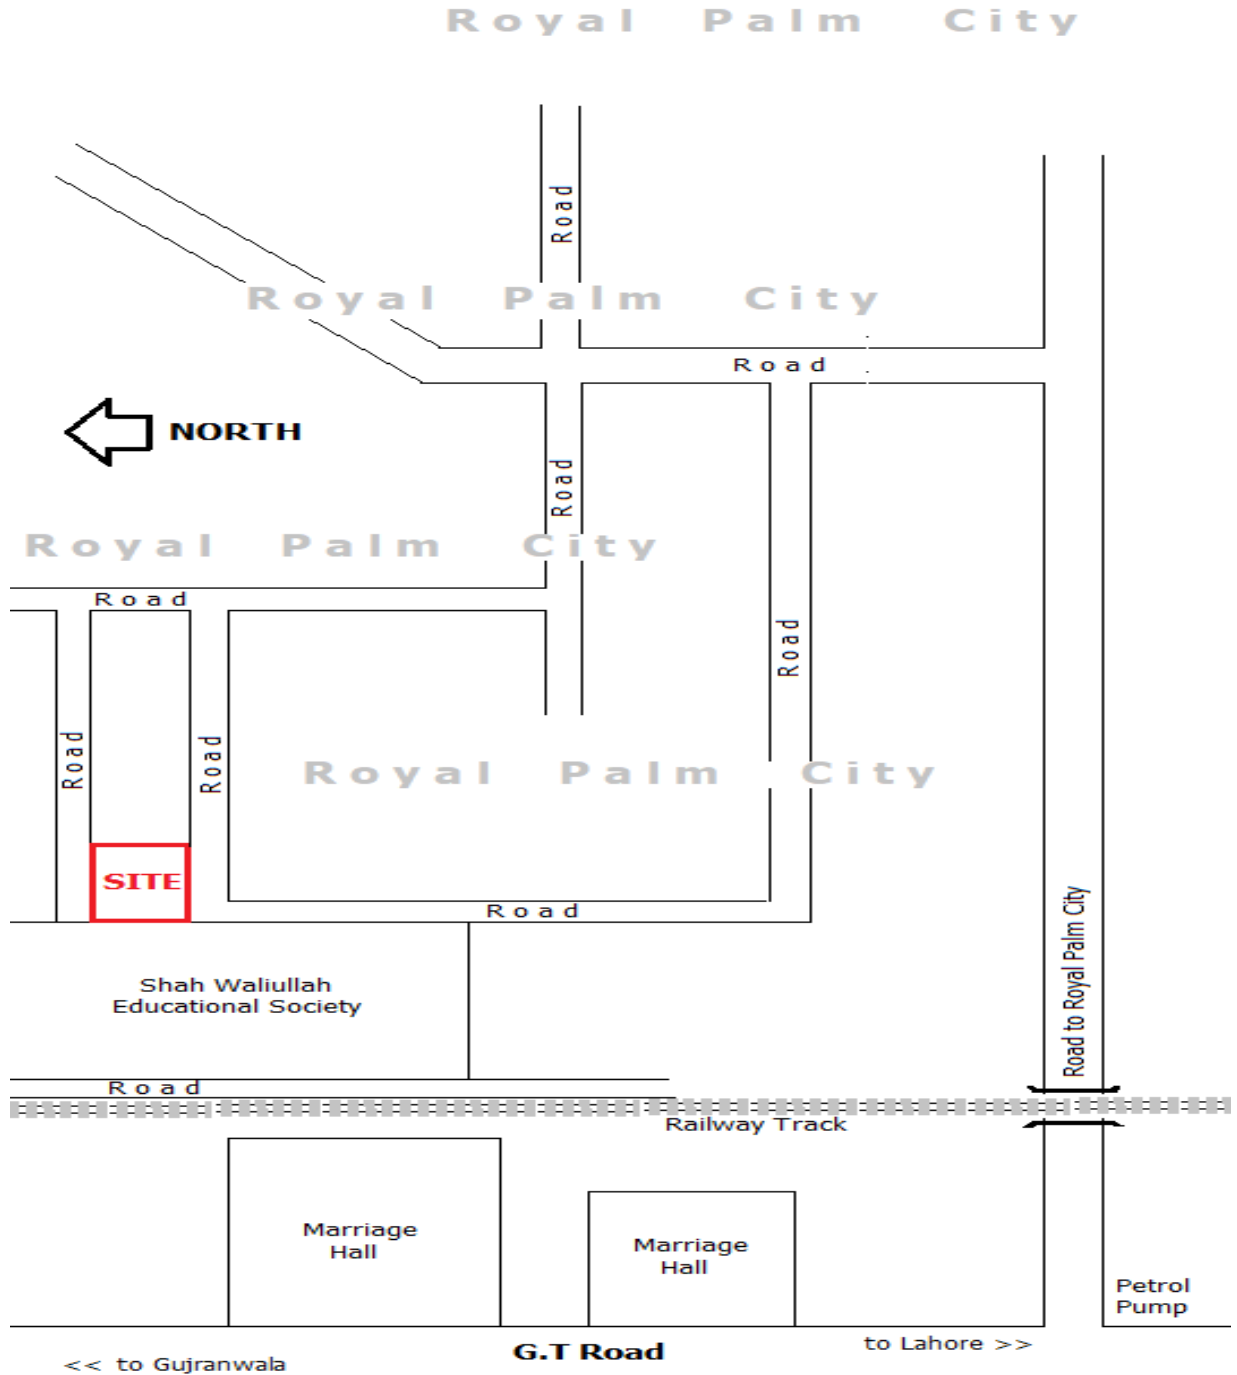 Royal Palm City
Road
Royal Palm City
Road
NORTH
Road
Royal Palm City
Road
Road
Road
Road
Royal Palm City
SITE
Road
Road to Royal Palm City
Shah Waliullah
Educational Society
Road
Railway Track
Marriage
Hall
Marriage
Hall
Petrol
Pump
G.T Road
to Lahore >>
<< to Gujranwala